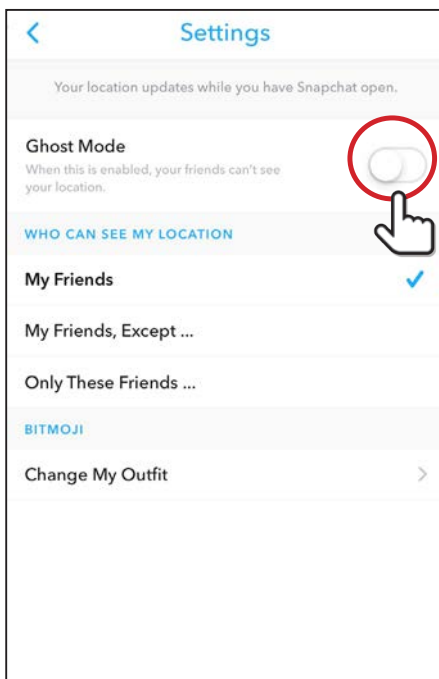 Settings
Your location updates while you have Snapchat open.
Ghost Mode
When this is enabled, your friends can't see
your location.
WHO CAN SEE MY LOCATION
My Friends
My Friends, Except ...
Only These Friends ...
BITMOJI
Change My Outfit